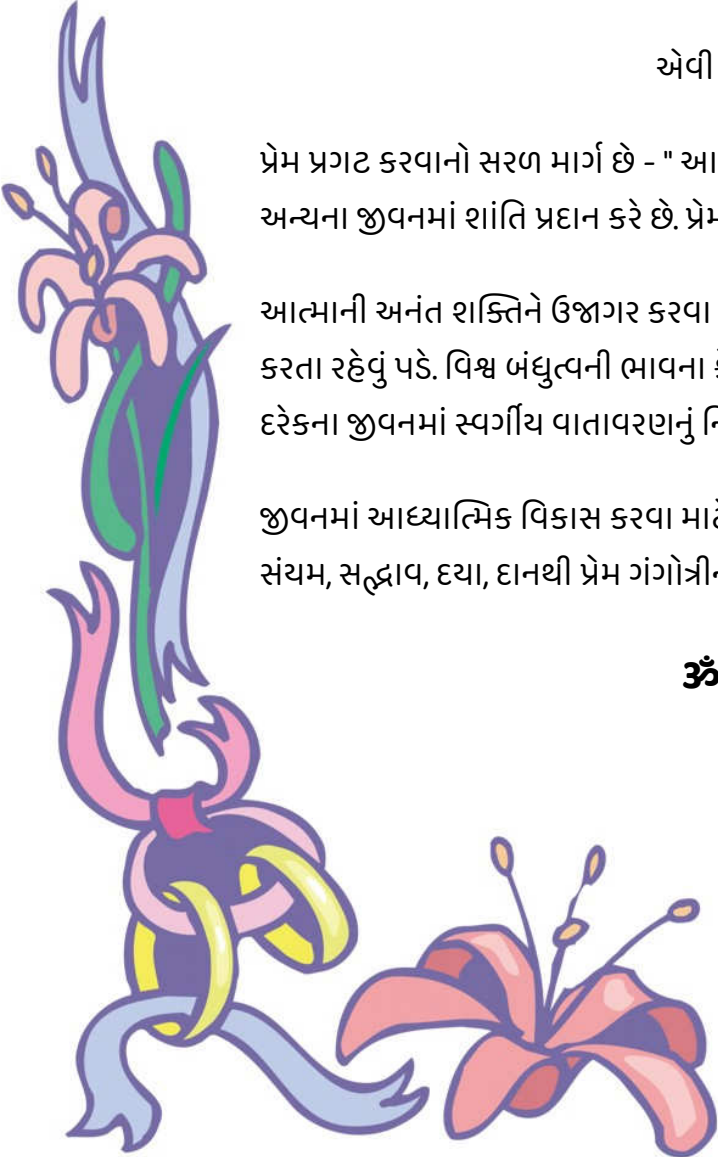 એવી
પ્રેમ પ્રગટ કરવાનો સરળ માર્ગ છે - " આ
અન્યના જીવનમાં શાંતિ પ્રદાન કરે છે. પ્રેમ
આત્માની અનંત શક્તિને ઉજાગર કરવા
કરતા રહેવું પડે. વિશ્વ બંધુત્વની ભાવના
દરેકના જીવનમાં સ્વર્ગીય વાતાવરણનું
જીવનમાં આધ્યાત્મિક વિકાસ કરવા
સંયમ, સદ્ભાવ, દયા, દાનથી પ્રેમ
ૐ